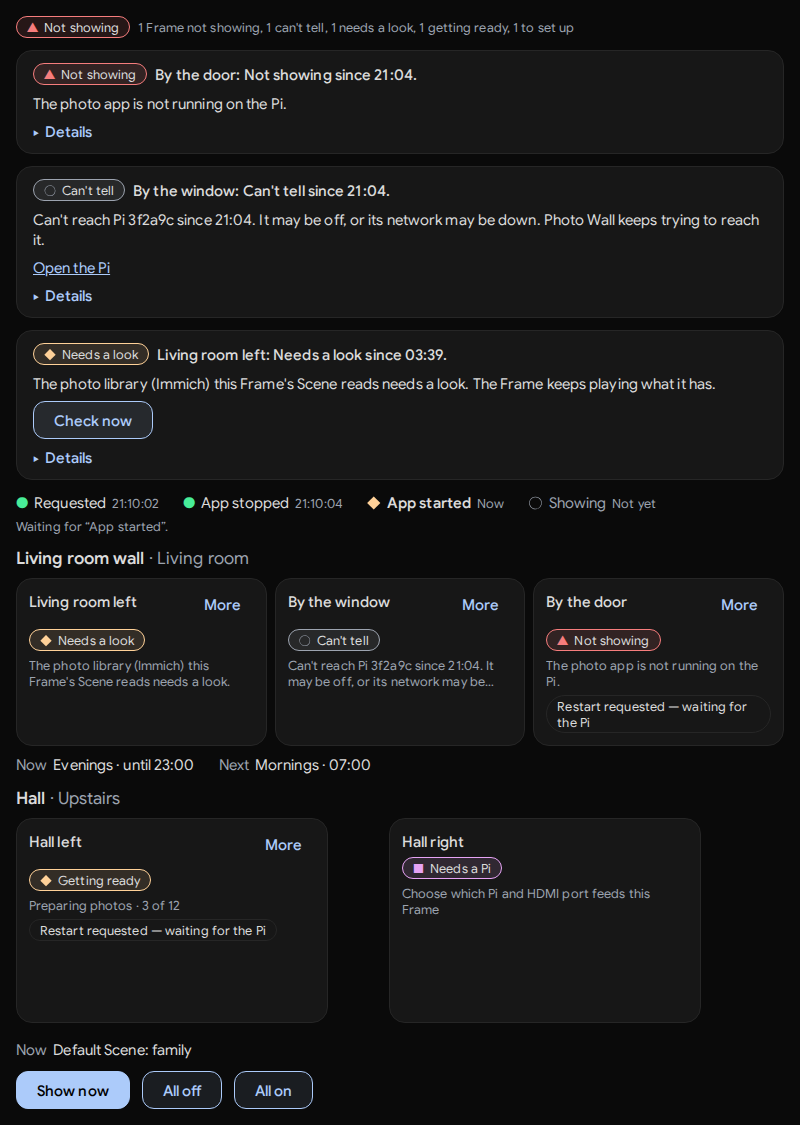 Not showing 1 Frame not showing, 1 can't tell, 1 needs a look, 1 getting ready, 1 to set up
Not showing By the door: Not showing since 21:04.
The photo app is not running on the Pi.
Details
Can't tell By the window: Can't tell since 21:04.
Can't reach Pi 3f2a9c since 21:04. It may be off, or its network may be down. Photo Wall keeps trying to reach
it.
Open the Pi
Details
Needs a look Living room left: Needs a look since 03:39.
The photo library (Immich) this Frame's Scene reads needs a look. The Frame keeps playing what it has.
Check now
Details
Requested 21:10:02 App stopped 21:10:04 App started Now Showing Not yet
Waiting for “App started”.
Living room wall · Living room
Living room left More
Needs a look
The photo library (Immich) this
Frame's Scene reads needs a look.
By the window More
Can't tell
Can't reach Pi 3f2a9c since 21:04. It
may be off, or its network may be…
By the door More
Not showing
The photo app is not running on the
Pi.
Restart requested — waiting for
the Pi
Now Evenings · until 23:00 Next Mornings · 07:00
Hall · Upstairs
Hall left More
Getting ready
Preparing photos · 3 of 12
Restart requested — waiting for the Pi
Hall right
Needs a Pi
Choose which Pi and HDMI port feeds this
Frame
Now Default Scene: family
Show now All off All on